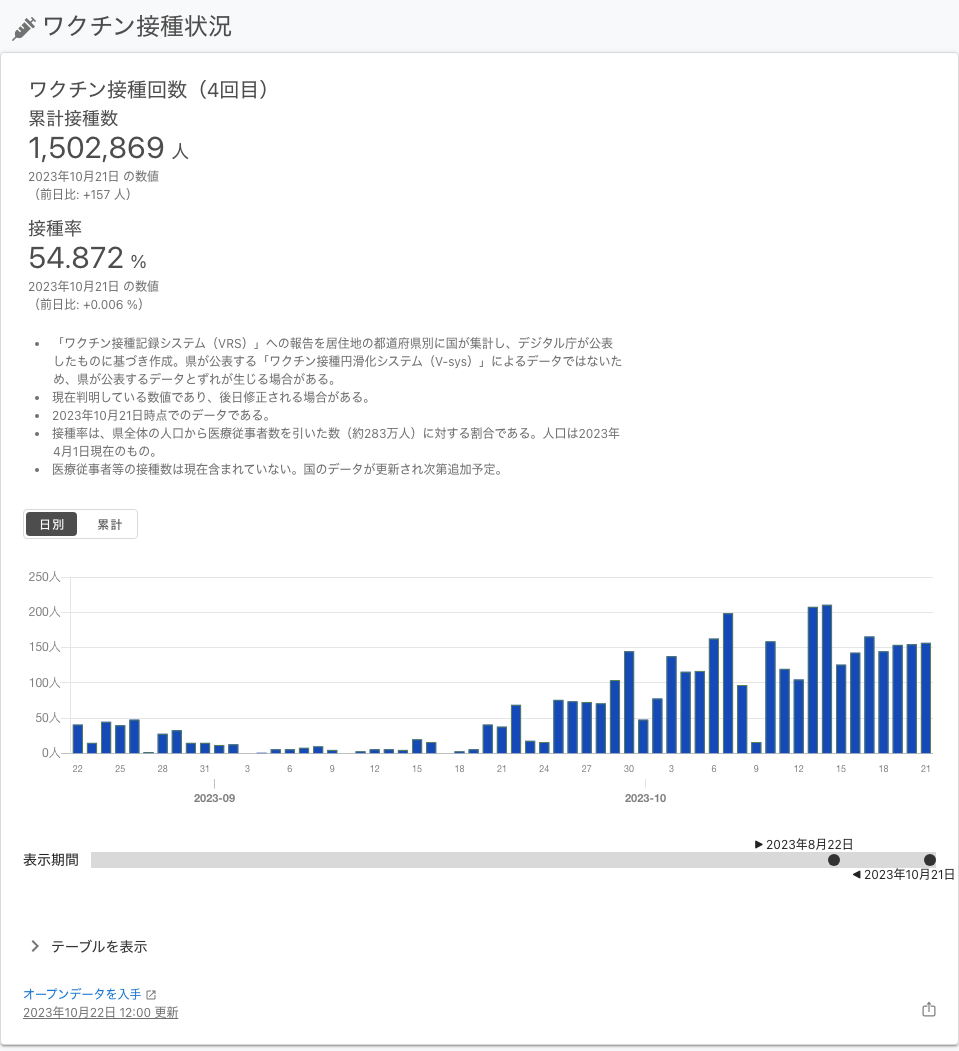 ワクチン接種状況
ワクチン接種回数（4回目）
累計接種数
1,502,869 人
2023年10月21日 の数値
（前日比: +157 人）
接種率
54.872 %
2023年10月21日 の数値
（前日比: +0.006 %）
• 「ワクチン接種記録システム（VRS）」への報告を居住地の都道府県別に国が集計し、デジタル庁が公表
したものに基づき作成。県が公表する「ワクチン接種円滑化システム（V-sys）」によるデータではないた
め、県が公表するデータとずれが生じる場合がある。
• 現在判明している数値であり、後日修正される場合がある。
• 2023年10月21日時点でのデータである。
• 接種率は、県全体の人口から医療従事者数を引いた数（約283万人）に対する割合である。人口は2023年
4月1日現在のもの。
• 医療従事者等の接種数は現在含まれていない。国のデータが更新され次第追加予定。
日別 累計
250人
200人
150人
100人
50人
0人
22 25 28 31 3 6 9 12 15 18 21 24 27 30 3 6 9 12 15 18 21
2023-09 2023-10
2023年8月22日
表示期間
2023年10月21日
テーブルを表示
オープンデータを入手
2023年10月22日 12:00 更新